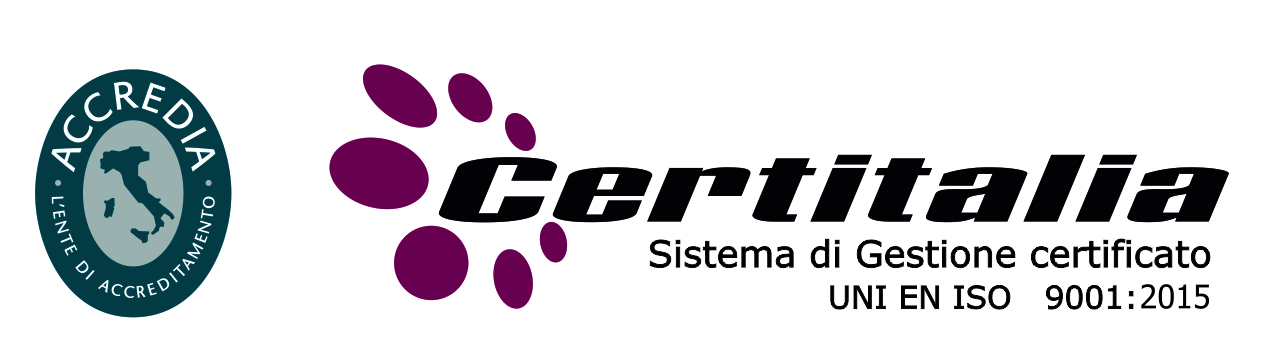 ACCREDIA
L'ENTE DI ACCREDITAMENTO
Certitalia
Sistema di Gestione certificato
UNI EN ISO 9001:2015